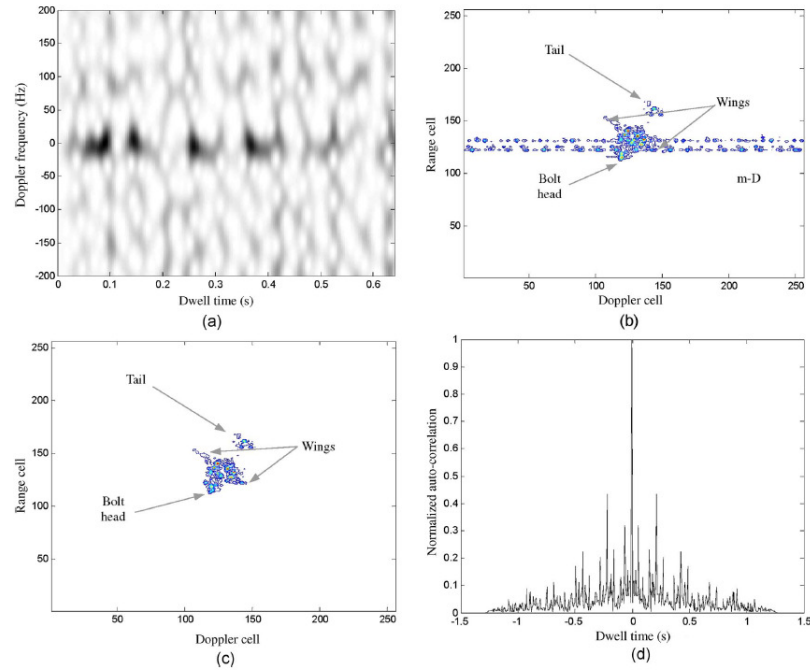 200
150
100
50
0
-50
-100
-150
-200
Doppler frequency (Hz)
0 0.1 0.2 0.3 0.4 0.5 0.6
Dwell time (s)
(a)
250
200
150
100
50
Range cell
Tail
Wings
Bolt
head
m-D
50 100 150 200 250
Doppler cell
(b)
250
200
150
100
50
Range cell
Tail
Wings
Bolt
head
50 100 150 200 250
Doppler cell
(c)
1
0.9
0.8
0.7
0.6
0.5
0.4
0.3
0.2
0.1
0
Normalized auto-correlation
-1.5 -1 -0.5 0 0.5 1 1.5
Dwell time (s)
(d)